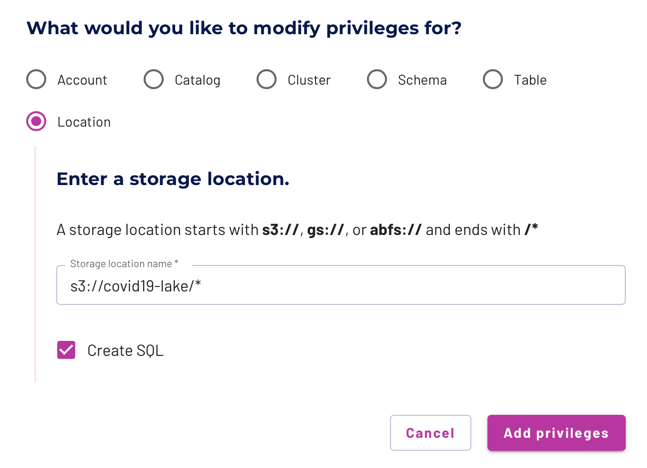 What would you like to modify privileges for?
Account Catalog Cluster Schema Table
Location
Enter a storage location.
A storage location starts with s3://, gs://, or abfs:// and ends with /*
Storage location name *
s3://covid19-lake/*
Create SQL
Cancel Add privileges